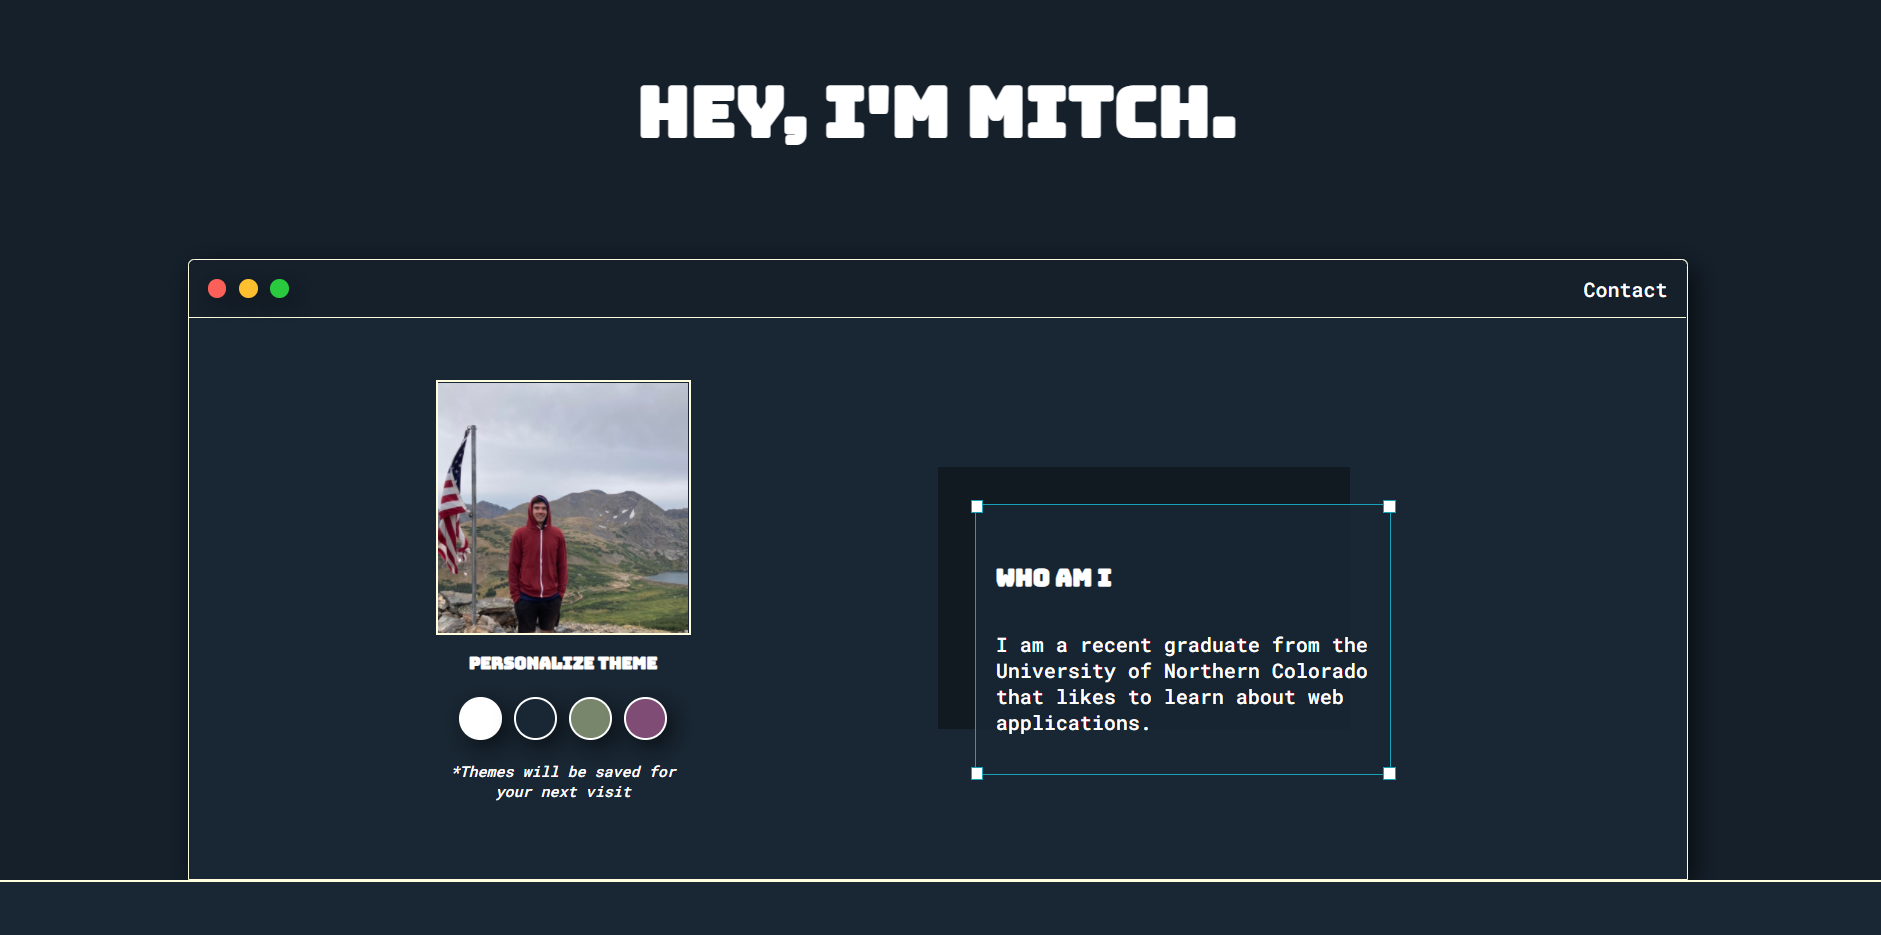 HEY, I'M MITCH.
Contact
PERSONALIZE THEME
*Themes will be saved for
your next visit
WHO AM I
I am a recent graduate from the
University of Northern Colorado
that likes to learn about web
applications.